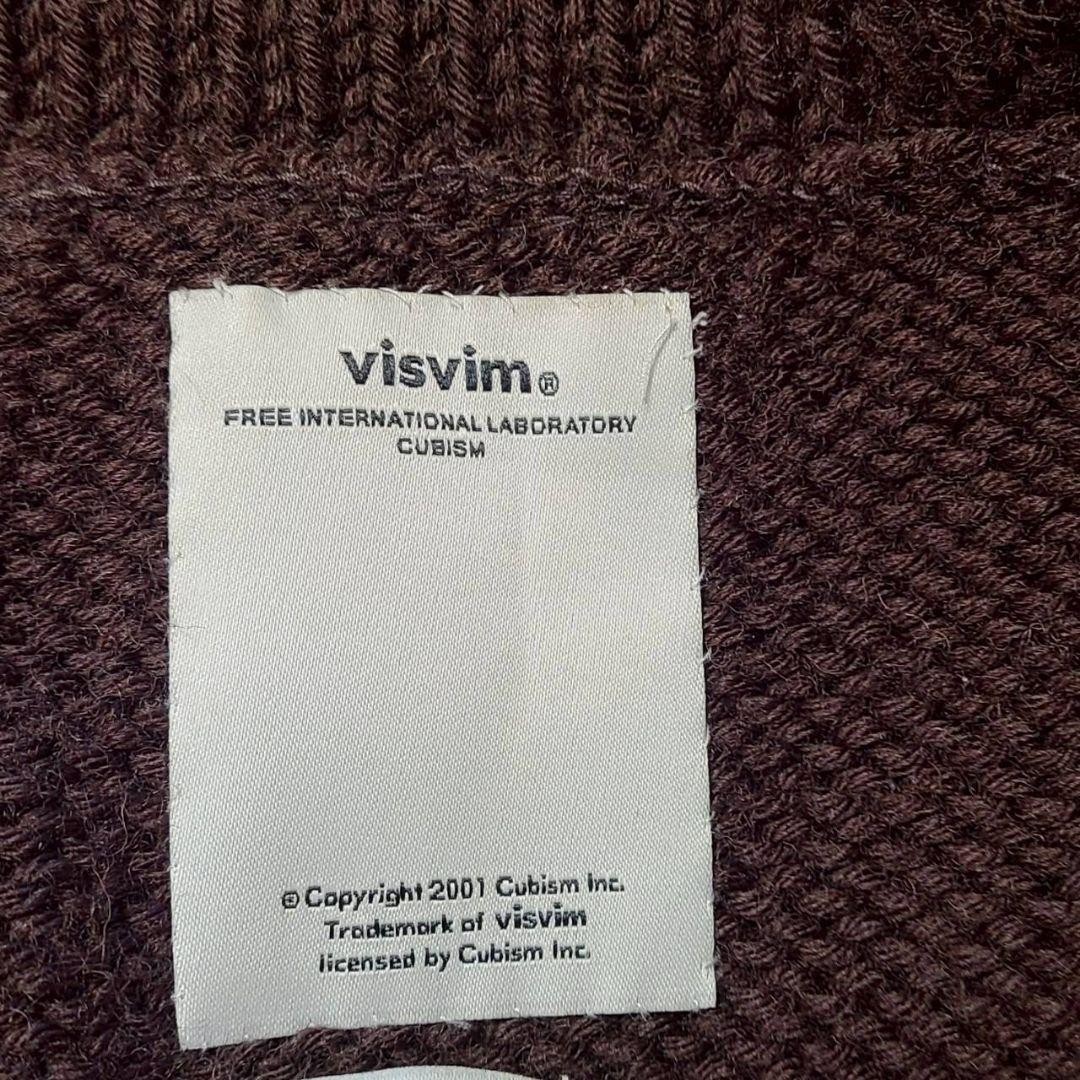 visvim®
FREE INTERNATIONAL LABORATORY
CUBISM
© Copyright 2001 Cubism Inc.
Trademark of visvim
licensed by Cubism Inc.